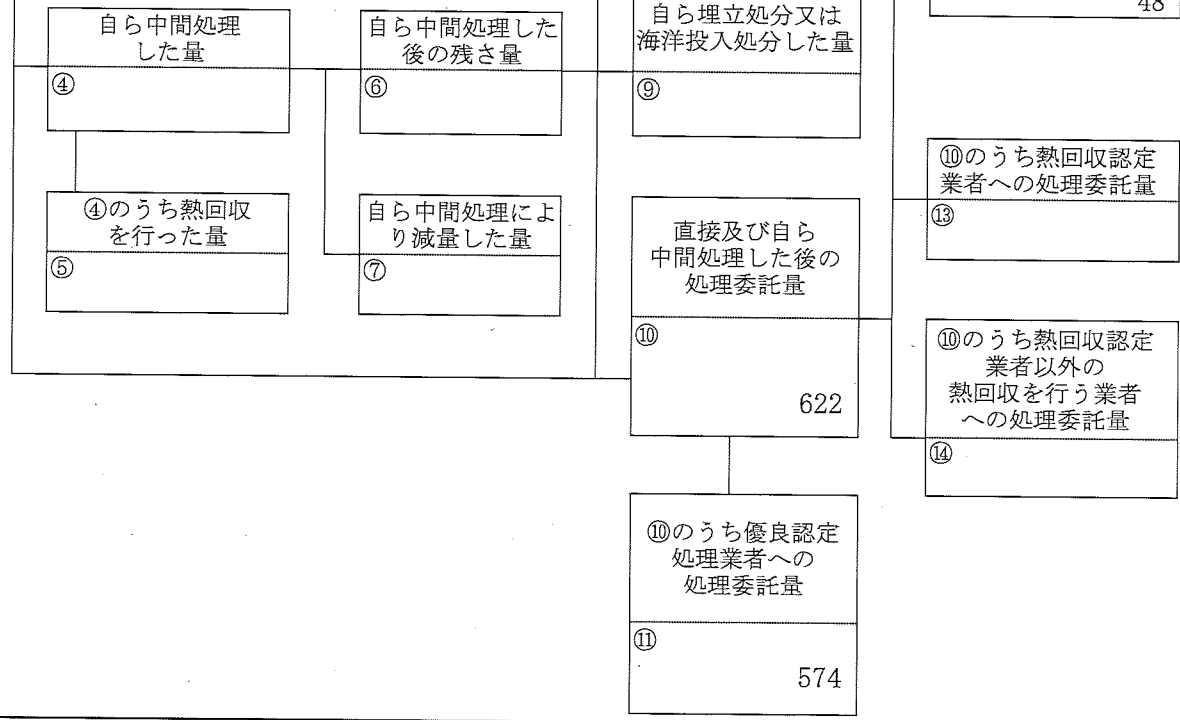 自ら中間処理
した量
④
自ら中間処理した
後の残さ量
⑥
自ら埋立処分又は
海洋投入処分した量
⑨
48
④のうち熱回収
を行った量
⑤
自ら中間処理によ
り減量した量
⑦
直接及び自ら
中間処理した後の
処理委託量
⑩
622
⑩のうち熱回収認定
業者への処理委託量
⑬
⑩のうち熱回収認定
業者以外の
熱回収を行う業者
への処理委託量
⑭
⑩のうち優良認定
処理業者への
処理委託量
⑪
574